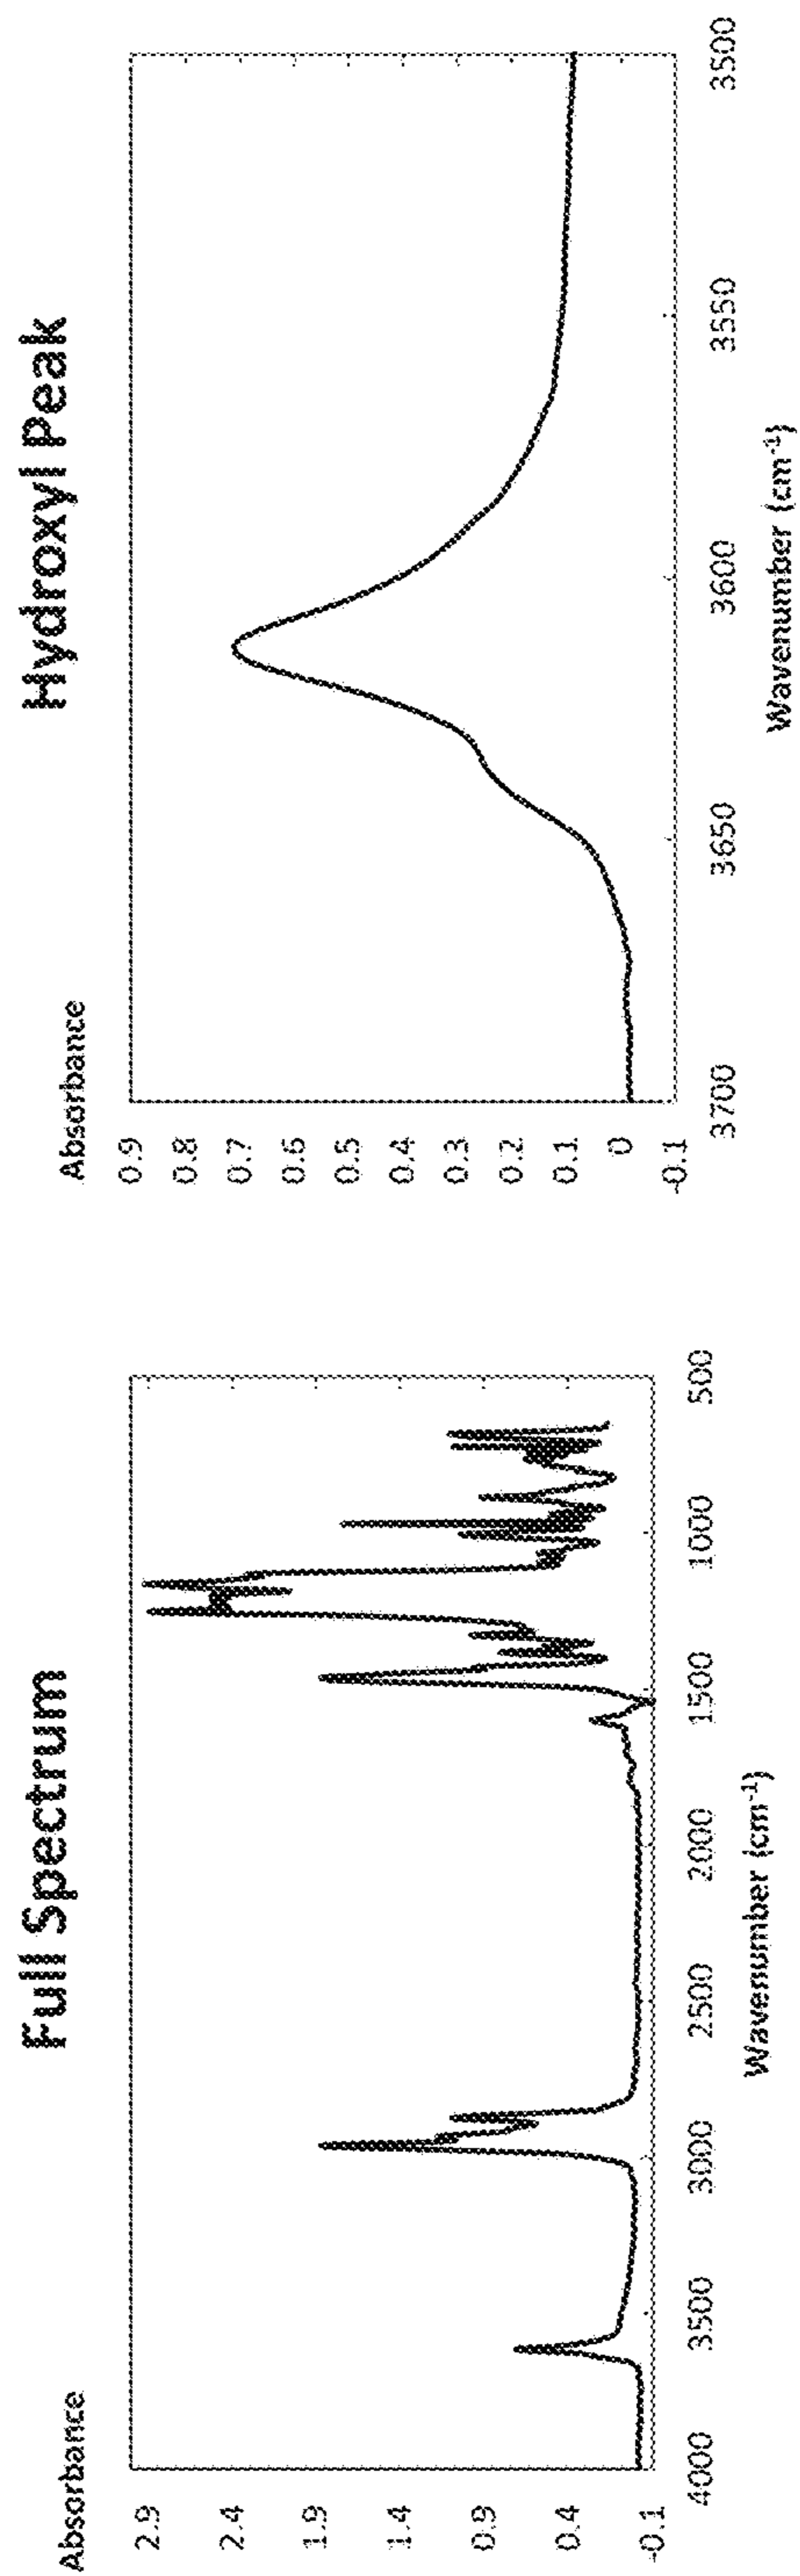 Full Spectrum
Absorbance
2.9
2.4
1.9
1.4
0.9
0.4
-0.1
4000 3500 3000 2500 2000 1500 1000 500
Wavenumber (cm-1)
Hydroxyl Peak
Absorbance
0.9
0.8
0.7
0.6
0.5
0.4
0.3
0.2
0.1
0
-0.1
3700 3650 3600 3550 3500
Wavenumber (cm-1)